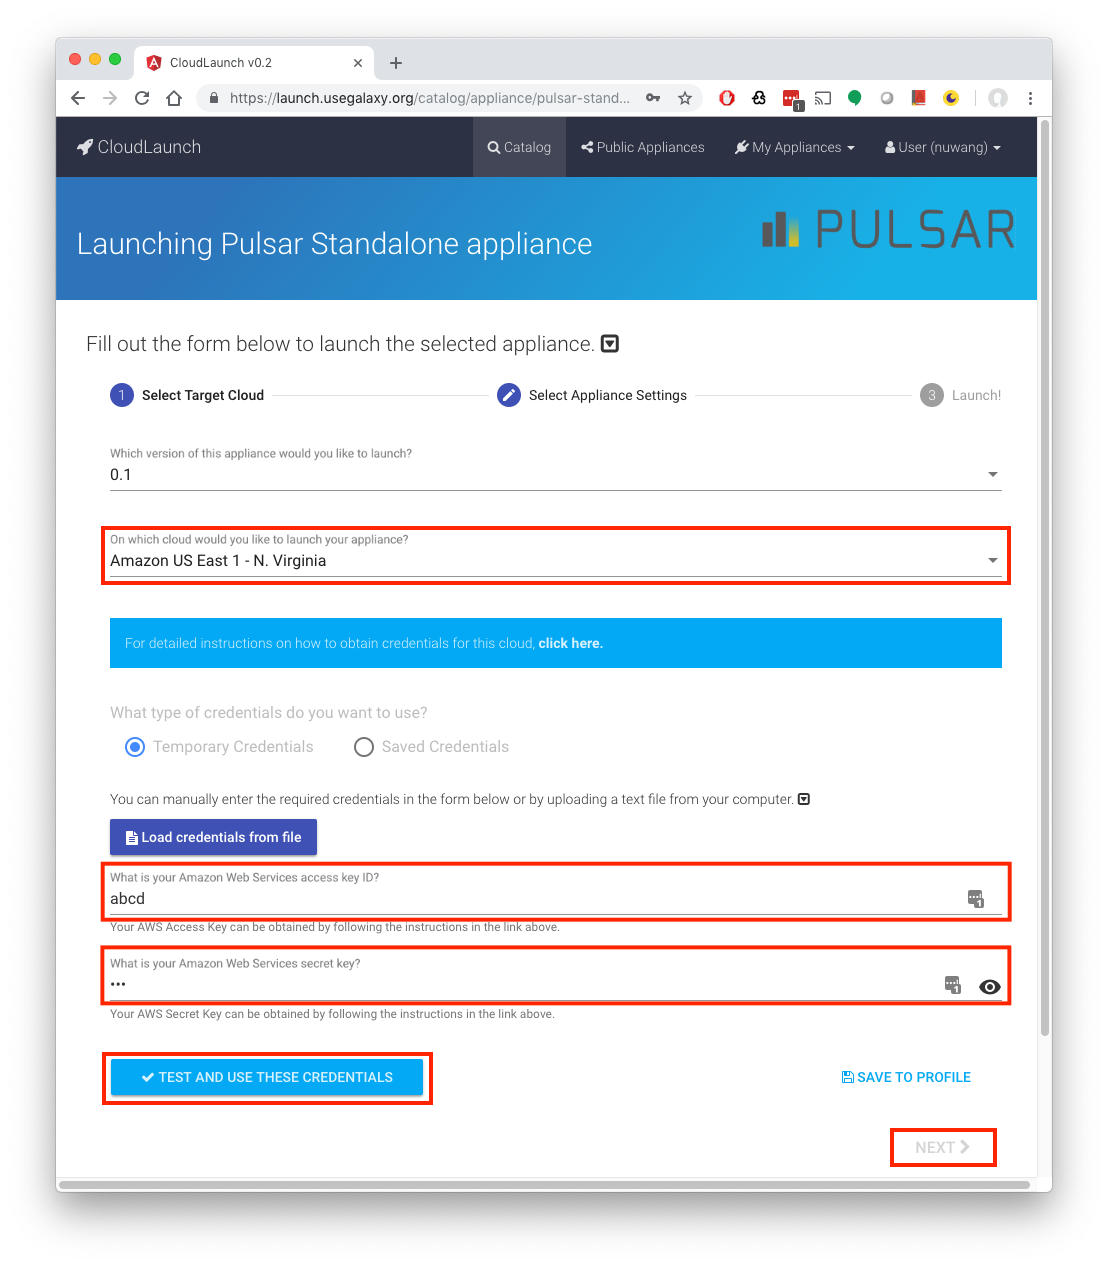 CloudLaunch v0.2
https://launch.usegalaxy.org/catalog/appliance/pulsar-stand...
1
CloudLaunch
Catalog
Public Appliances
My Appliances
User (nuwang)
Launching Pulsar Standalone appliance
PULSAR
Fill out the form below to launch the selected appliance.
1 Select Target Cloud
Select Appliance Settings
3 Launch!
Which version of this appliance would you like to launch?
0.1
On which cloud would you like to launch your appliance?
Amazon US East 1 - N. Virginia
For detailed instructions on how to obtain credentials for this cloud, click here.
What type of credentials do you want to use?
Temporary Credentials
Saved Credentials
You can manually enter the required credentials in the form below or by uploading a text file from your computer.
Load credentials from file
What is your Amazon Web Services access key ID?
abcd
1
Your AWS Access Key can be obtained by following the instructions in the link above.
What is your Amazon Web Services secret key?
•••
1
Your AWS Secret Key can be obtained by following the instructions in the link above.
TEST AND USE THESE CREDENTIALS
SAVE TO PROFILE
NEXT